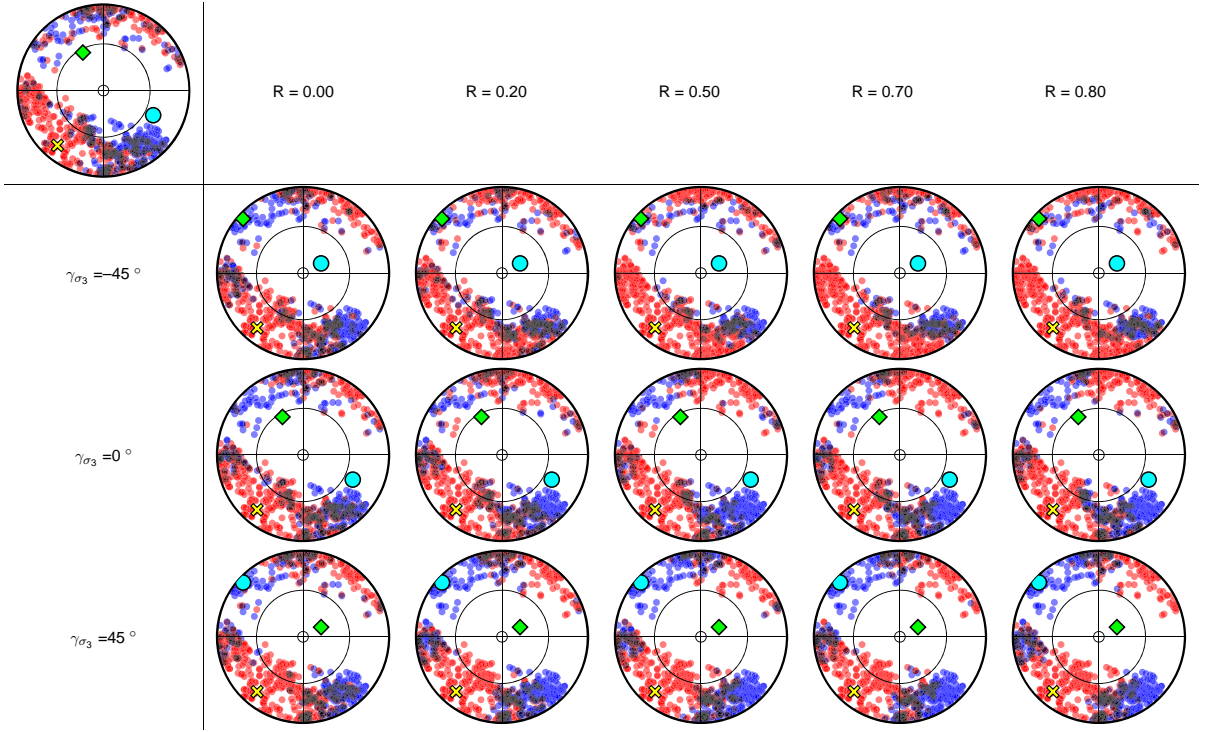 R = 0.00 R = 0.20 R = 0.50 R = 0.70 R = 0.80
γσ₃ =–45 °
γσ₃ =0 °
γσ₃ =45 °